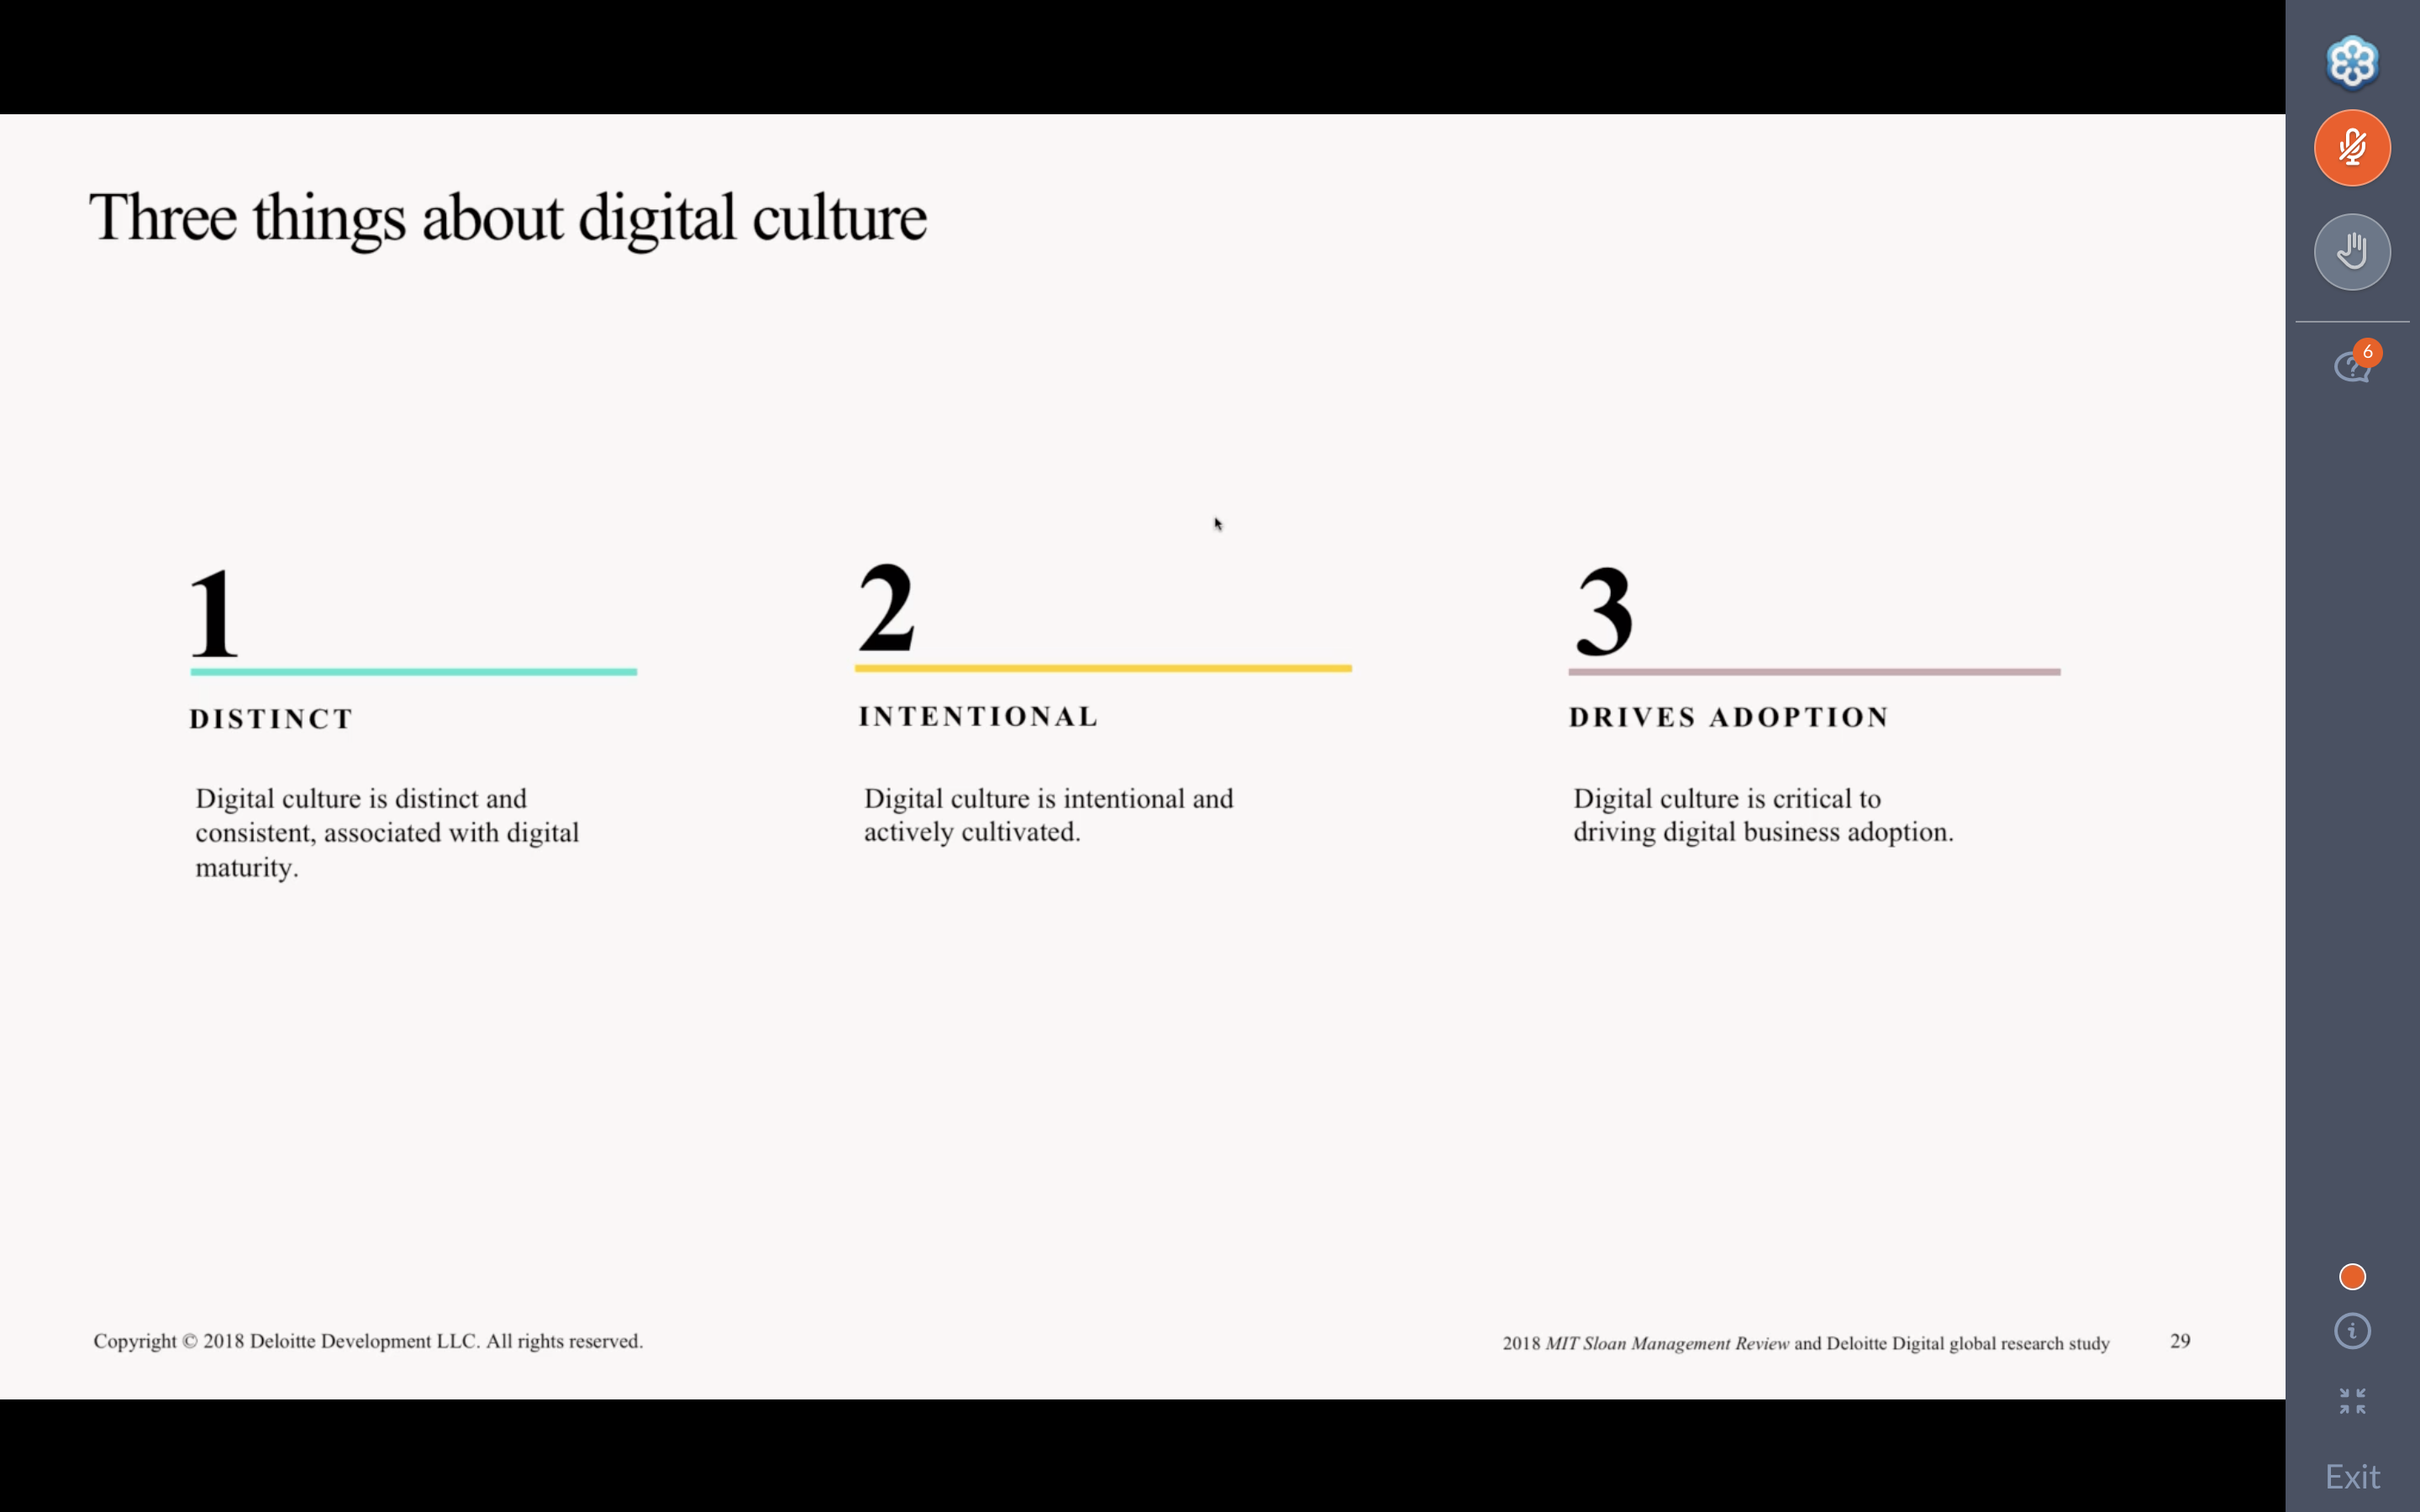 Three things about digital culture
1
DISTINCT
Digital culture is distinct and
consistent, associated with digital
maturity.
2
INTENTIONAL
Digital culture is intentional and
actively cultivated.
3
DRIVES ADOPTION
Digital culture is critical to
driving digital business adoption.
Copyright © 2018 Deloitte Development LLC. All rights reserved.
2018 MIT Sloan Management Review and Deloitte Digital global research study
29
6
Exit